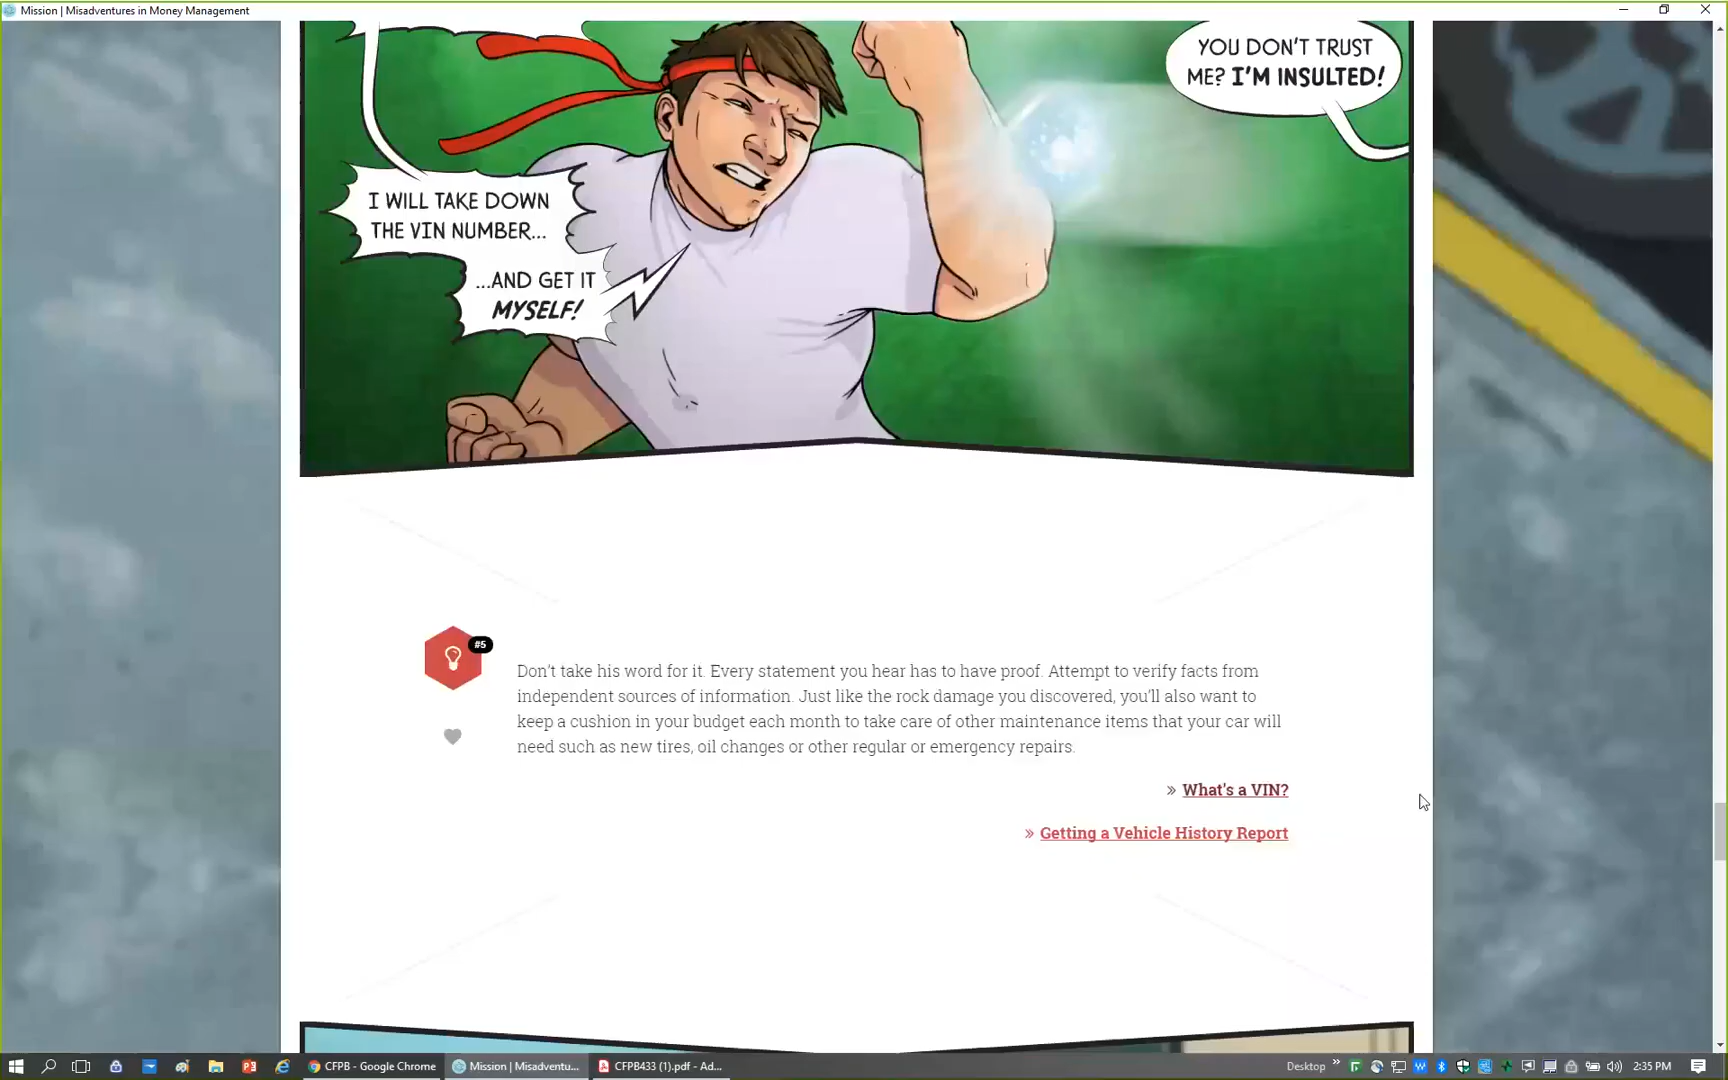 Mission | Misadventures in Money Management
YOU DON'T TRUST
ME? I'M INSULTED!
I WILL TAKE DOWN
THE VIN NUMBER...
...AND GET IT
MYSELF!
#5
Don't take his word for it. Every statement you hear has to have proof. Attempt to verify facts from
independent sources of information. Just like the rock damage you discovered, you'll also want to
keep a cushion in your budget each month to take care of other maintenance items that your car will
need such as new tires, oil changes or other regular or emergency repairs.
» What's a VIN?
» Getting a Vehicle History Report
CFPB - Google Chrome
Mission | Misadventu...
CFPB433 (1).pdf - Ad...
Desktop
2:35 PM